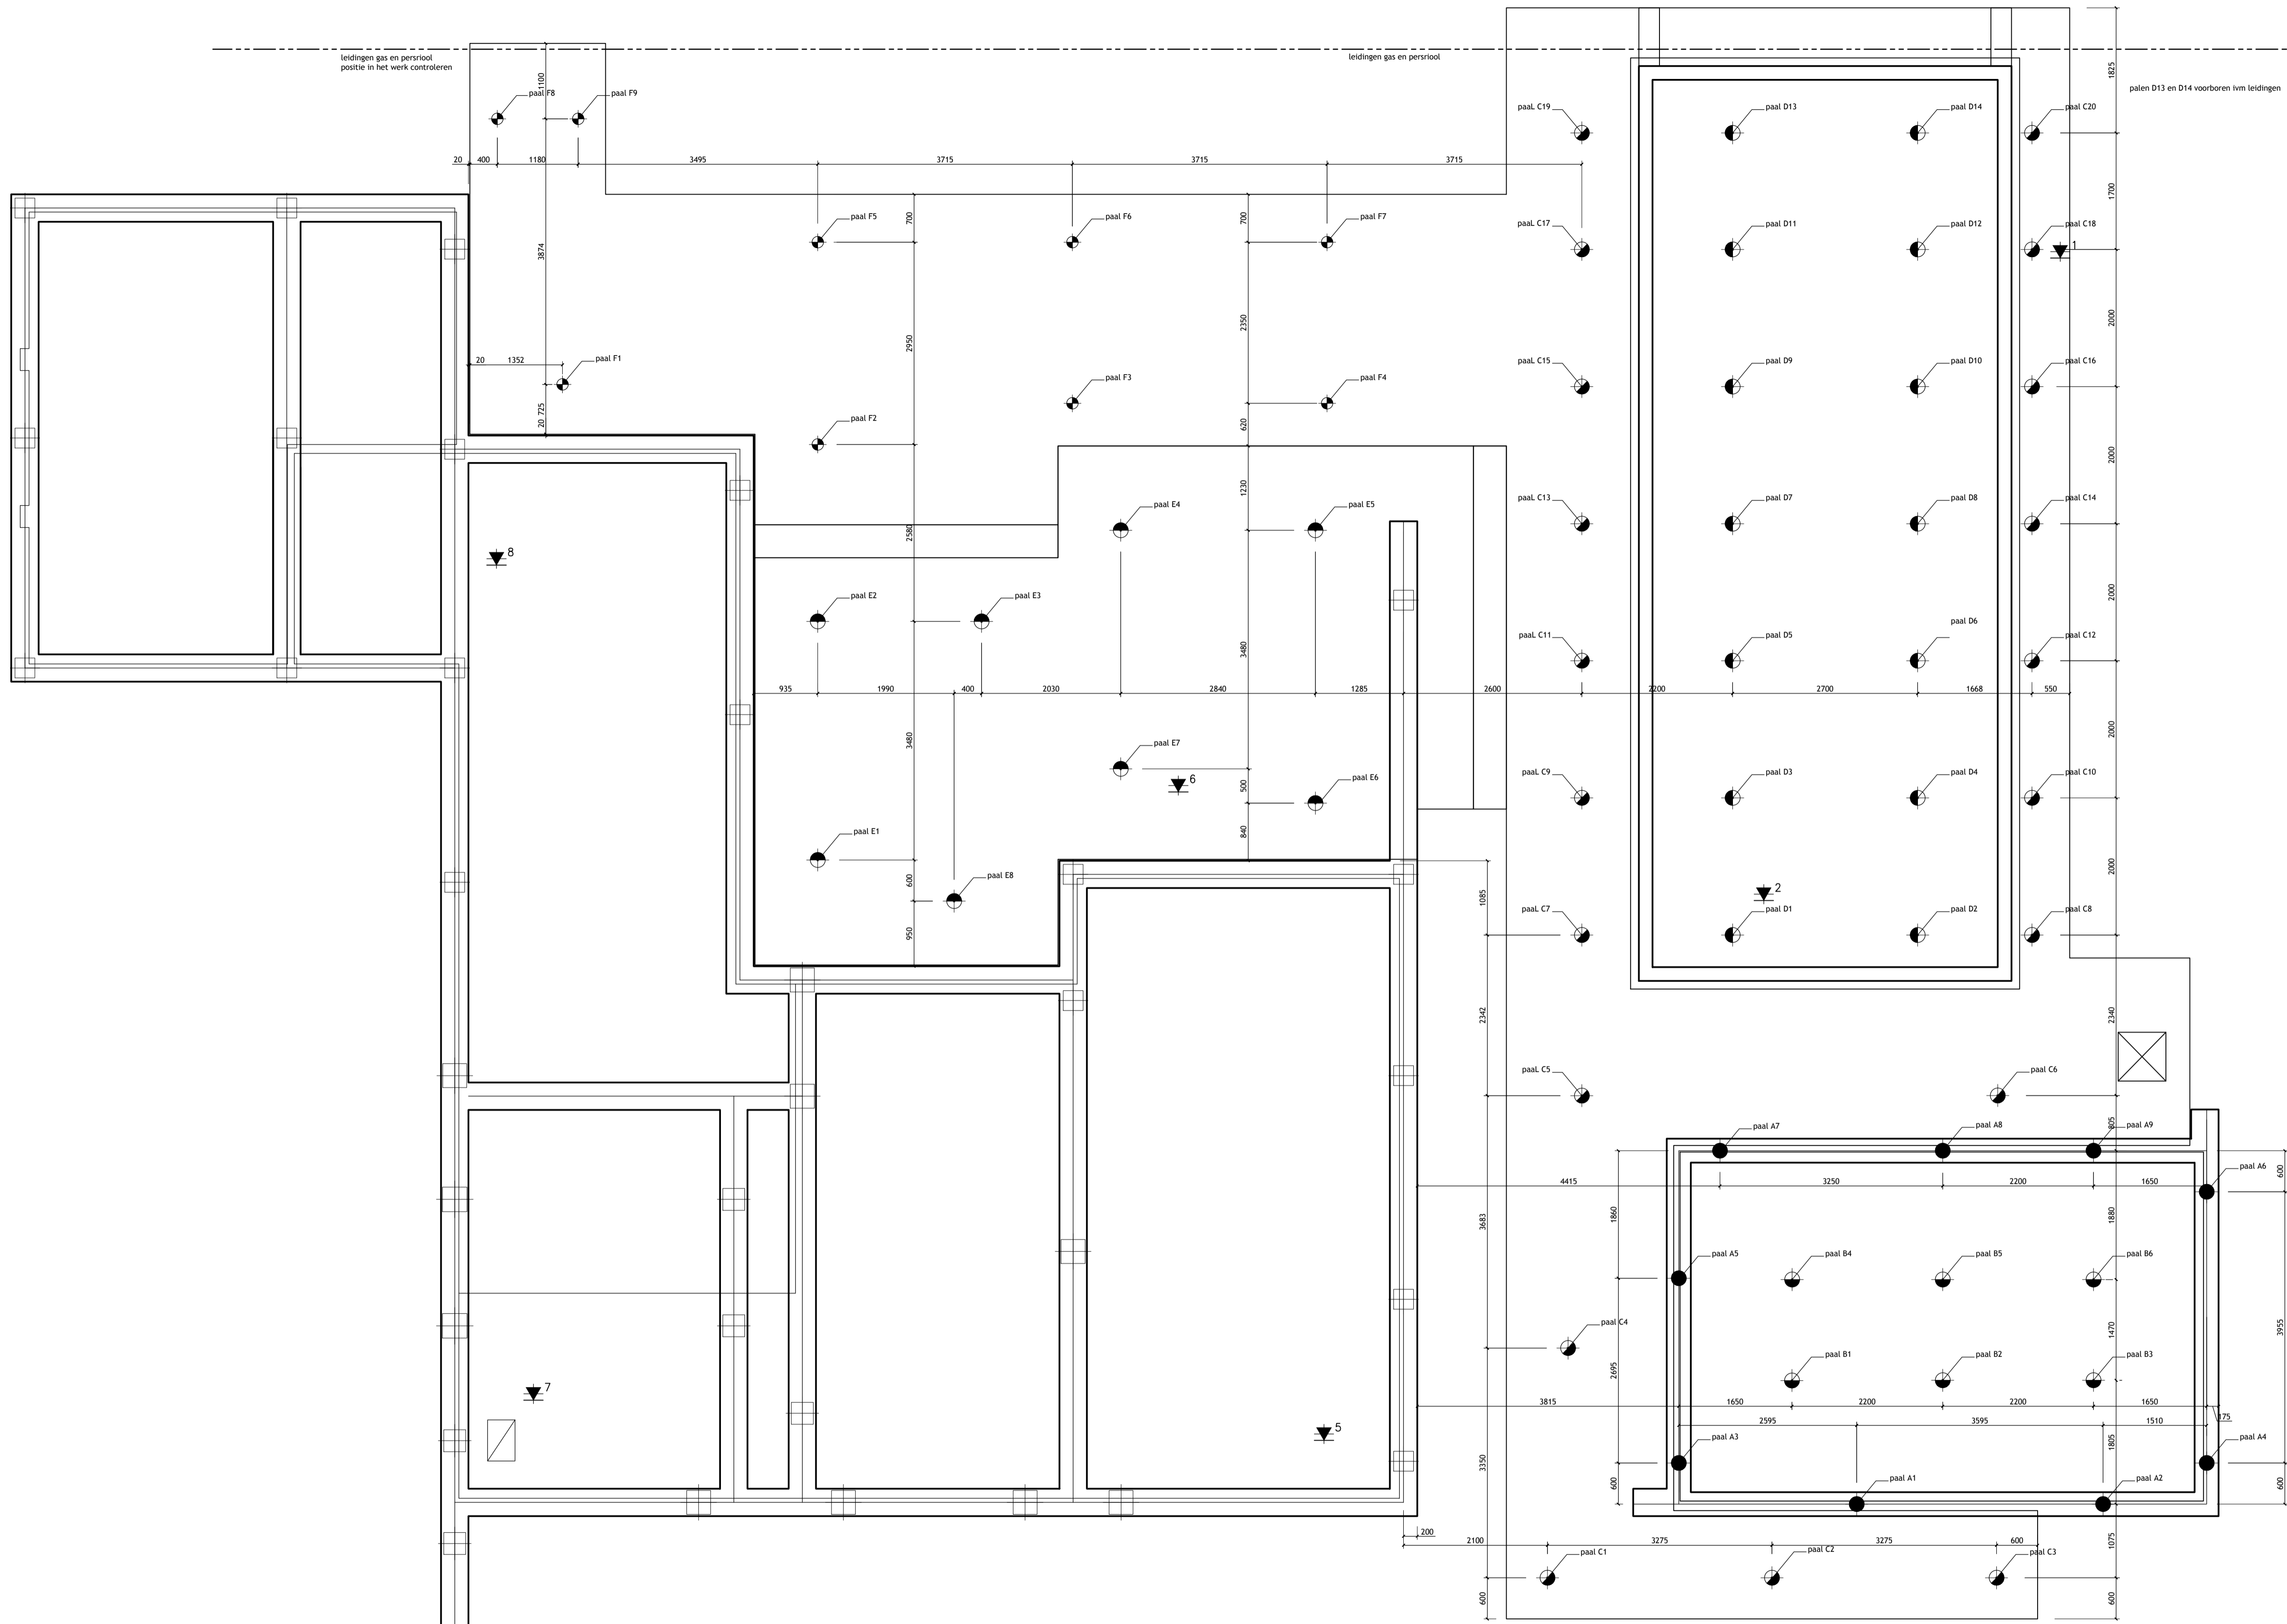 leidingen gas en persriool
positie in het werk controleren
leidingen gas en persriool
palen D13 en D14 voorboren ivm leidingen
1825
1100
paal F8
paal F9
paaL C19
paal D13
paal D14
paal C20
20
400
1180
3495
3715
3715
3715
1700
3874
700
700
paal F5
paal F6
paal F7
paaL C17
paal D11
paal D12
paal C18
1
2950
2350
2000
20
1352
paal F1
20
725
paal F3
paal F4
paaL C15
paal D9
paal D10
paal C16
paal F2
620
2000
2580
1230
paal E4
paal E5
paaL C13
paal D7
paal D8
paal C14
8
paal E2
paal E3
2000
3480
paaL C11
paal D5
paal D6
paal C12
935
1990
400
2030
2840
1285
2600
2200
2700
1668
550
3480
2000
paal E7
6
500
paal E6
paaL C9
paal D3
paal D4
paal C10
paal E1
840
2000
600
paal E8
1085
2
950
paaL C7
paal D1
paal D2
paal C8
2342
2340
paaL C5
paal C6
805
paal A7
paal A8
paal A9
paal A6
600
4415
3250
2200
1650
3683
1860
1880
paal A5
paal B4
paal B5
paal B6
paal C4
1470
3955
paal B1
paal B2
paal B3
2695
7
3815
1650
2200
2200
1650
175
2595
3595
1510
5
paal A3
1805
paal A4
3350
600
paal A1
paal A2
600
200
2100
3275
3275
600
1075
paal C1
paal C2
paal C3
600
600